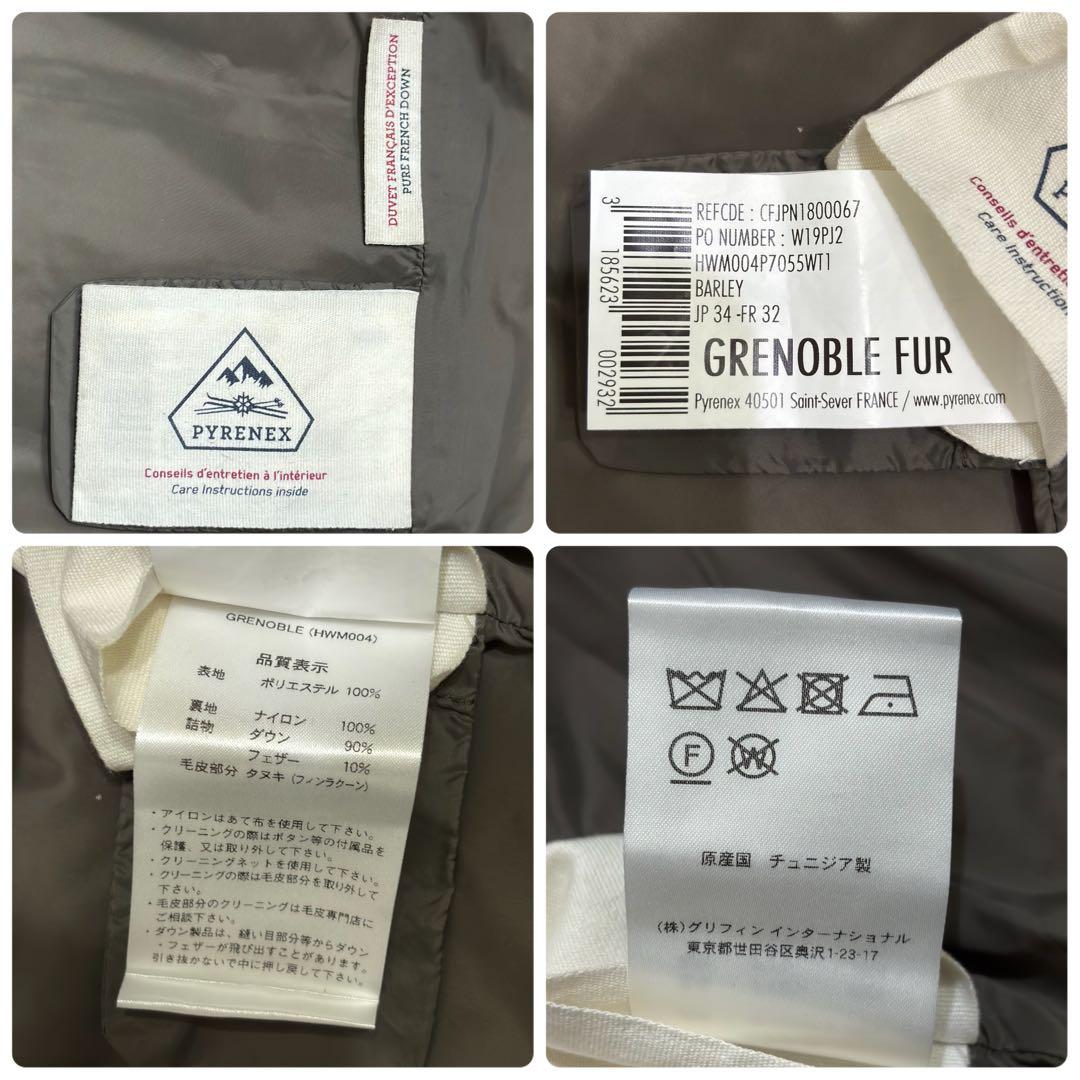 DUVET FRANÇAIS D'EXCEPTION
PURE FRENCH DOWN
PYRENEX
Conseils d'entretien à l'intérieur
Care Instructions inside
3 185623 002932
REFCDE : CFJPN1800067
PO NUMBER : W19PJ2
HWM004P7055WT1
BARLEY
JP 34 -FR 32
GRENOBLE FUR
Pyrenex 40501 Saint-Sever FRANCE / www.pyrenex.com
Conseils d'entreti
Care Instruction
GRENOBLE (HWM004)
品質表示
表地 ポリエステル 100%
裏地 ナイロン 100%
詰物 ダウン 90%
フェザー 10%
毛皮部分 タヌキ (フィンラクーン)
・アイロンはあて布を使用して下さい。
・クリーニングの際はボタン等の付属品を
保護、又は取り外して下さい。
・クリーニングネットを使用して下さい。
・クリーニングの際は毛皮部分を取り外して
下さい。
・毛皮部分のクリーニングは毛皮専門店に
ご相談下さい。
・ダウン製品は、縫い目部分等からダウン
・フェザーが飛び出すことがあります。
引き抜かないで中に押し戻して下さい。
F W
原産国 チュニジア製
(株)グリフィン インターナショナル
東京都世田谷区奥沢1-23-17